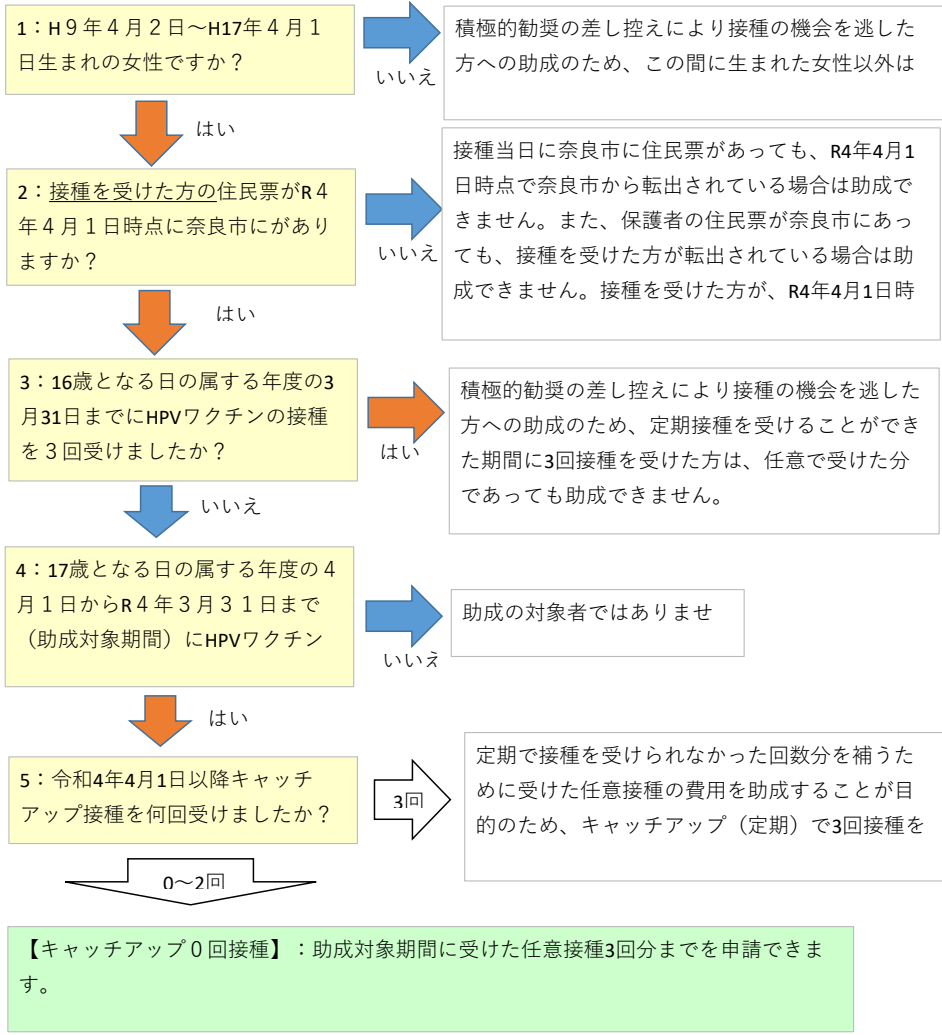 1：H９年４月２日～H17年４月１
日生まれの女性ですか？
いいえ
積極的勧奨の差し控えにより接種の機会を逃した
方への助成のため、この間に生まれた女性以外は
はい
2：接種を受けた方の住民票がR４
年４月１日時点に奈良市にがあり
ますか？
いいえ
接種当日に奈良市に住民票があっても、R4年4月1
日時点で奈良市から転出されている場合は助成で
きません。また、保護者の住民票が奈良市にあっ
ても、接種を受けた方が転出されている場合は助
成できません。接種を受けた方が、R4年4月1日時
はい
3：16歳となる日の属する年度の3
月31日までにHPVワクチンの接種
を３回受けましたか？
はい
積極的勧奨の差し控えにより接種の機会を逃した
方への助成のため、定期接種を受けることができ
た期間に3回接種を受けた方は、任意で受けた分
であっても助成できません。
いいえ
4：17歳となる日の属する年度の４
月１日からR４年３月３１日まで
（助成対象期間）にHPVワクチン
いいえ
助成の対象者ではありませ
はい
5：令和4年4月1日以降キャッチ
アップ接種を何回受けましたか？
3回
定期で接種を受けられなかった回数分を補うた
めに受けた任意接種の費用を助成することが目
的のため、キャッチアップ（定期）で3回接種を
0～2回
【キャッチアップ０回接種】：助成対象期間に受けた任意接種3回分までを申請できま
す。